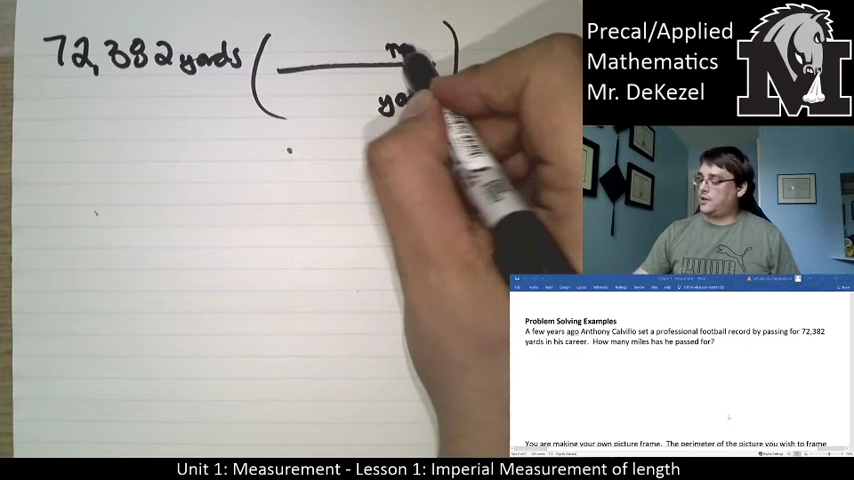 72,382 yards
Precal/Applied
Mathematics
Mr. DeKezel
PUMA
Problem Solving Examples
A few years ago Anthony Calvillo set a professional football record by passing for 72,382
yards in his career. How many miles has he passed for?
You are making your own picture frame. The perimeter of the picture you wish to frame
Unit 1: Measurement - Lesson 1: Imperial Measurement of length